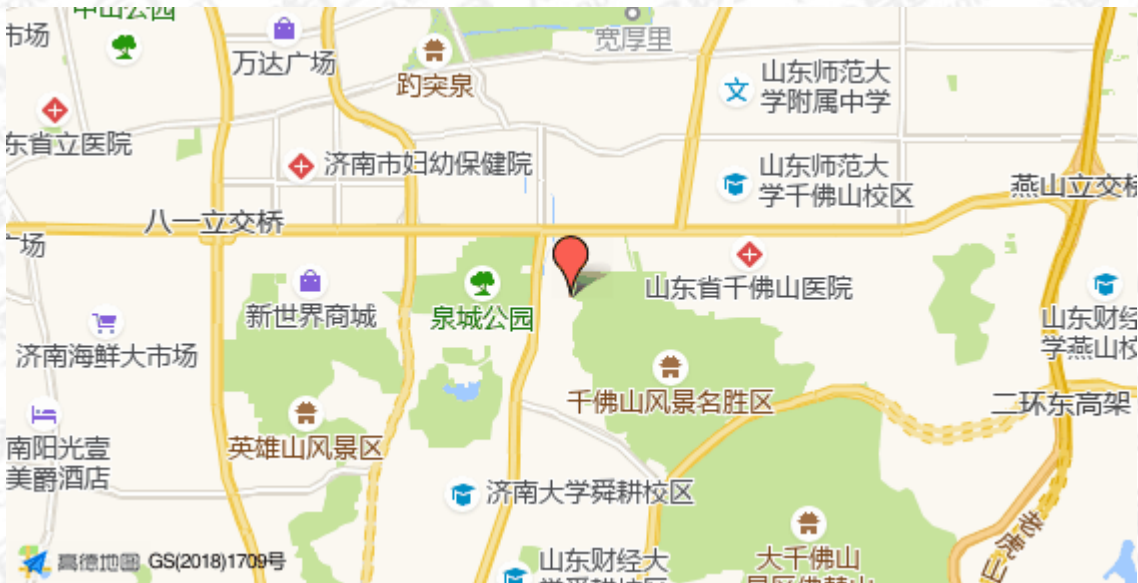 中山公园
市场
万达广场
宽厚里
趵突泉
山东师范大
学附属中学
文
东省立医院
济南市妇幼保健院
山东师范大
学千佛山校区
燕山立交桥
八一立交桥
广场
山东省千佛山医院
新世界商城
泉城公园
山东财经
学燕山校
济南海鲜大市场
千佛山风景名胜区
二环东高架
南阳光壹
美爵酒店
英雄山风景区
济南大学舜耕校区
大千佛山
高德地图 GS(2018)1709号
山东财经大